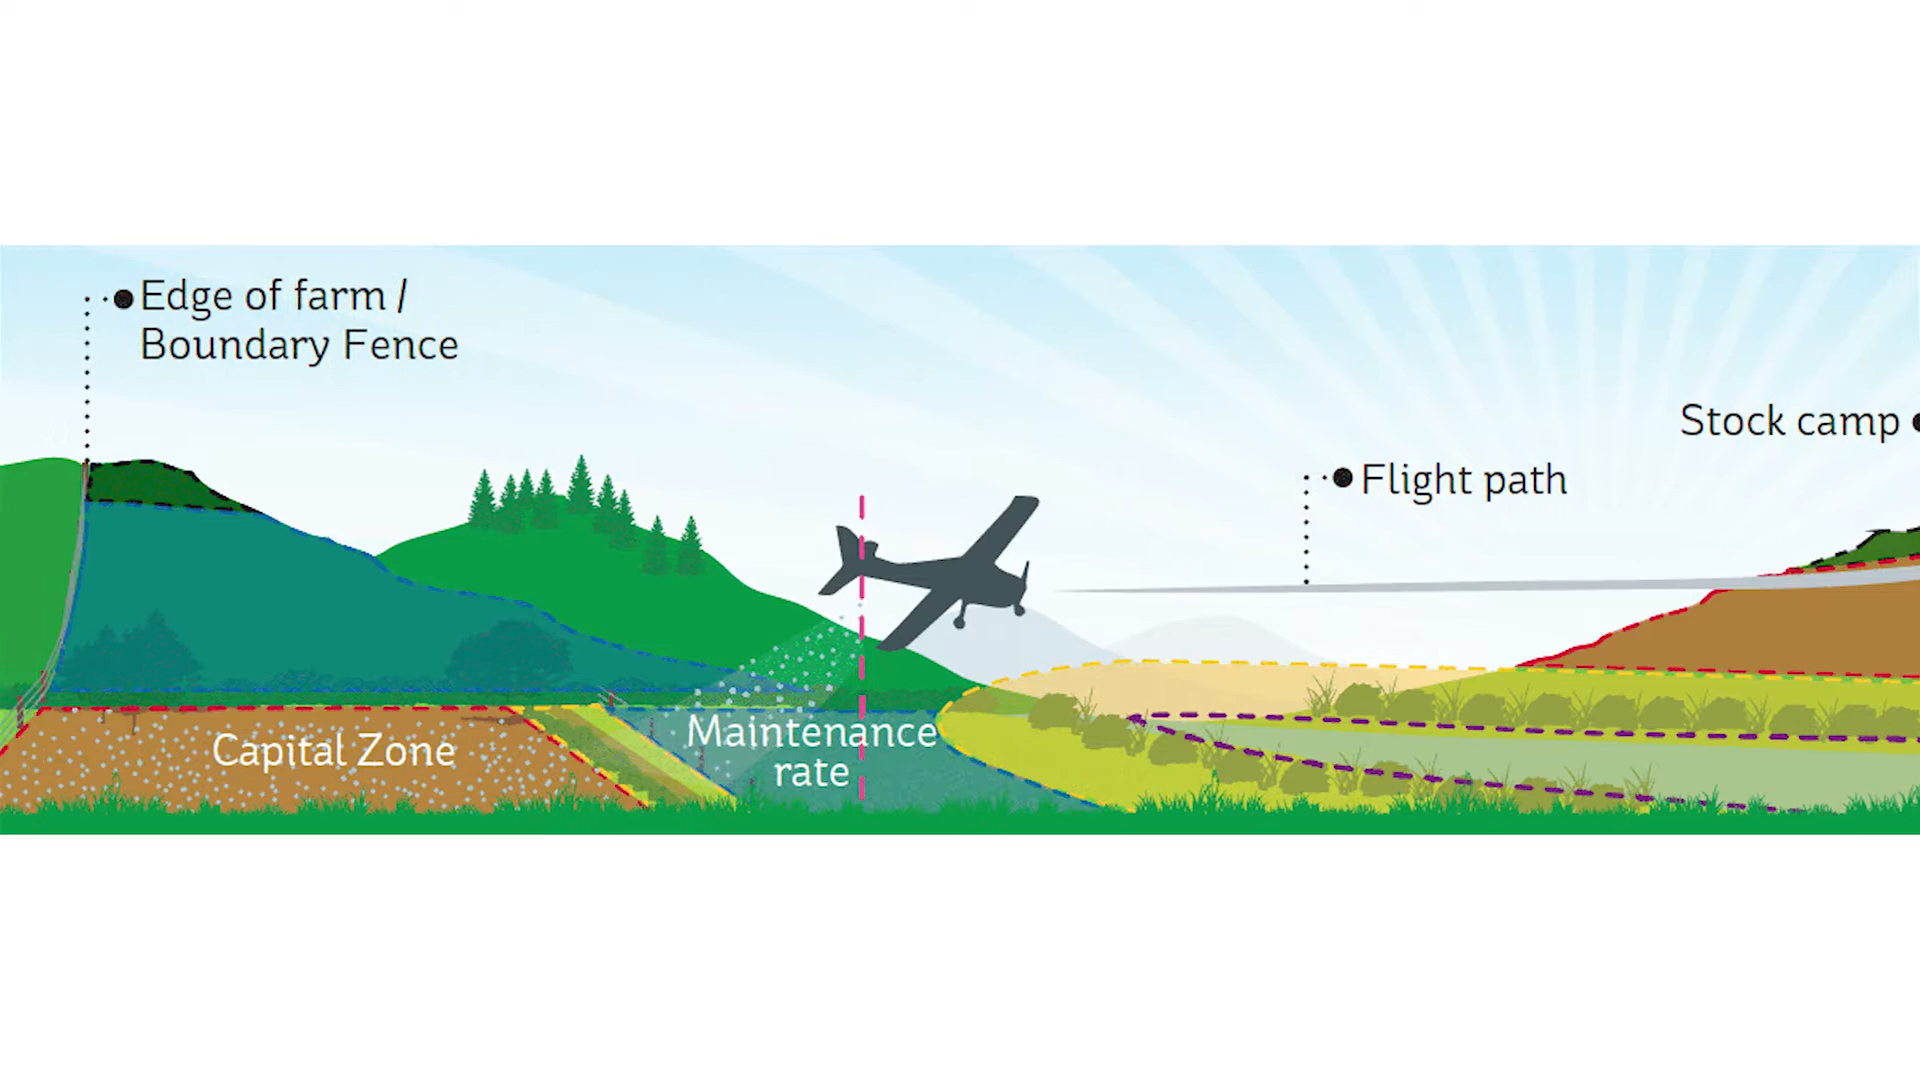 Edge of farm /
Boundary Fence
Stock camp
Flight path
Capital Zone
Maintenance
rate